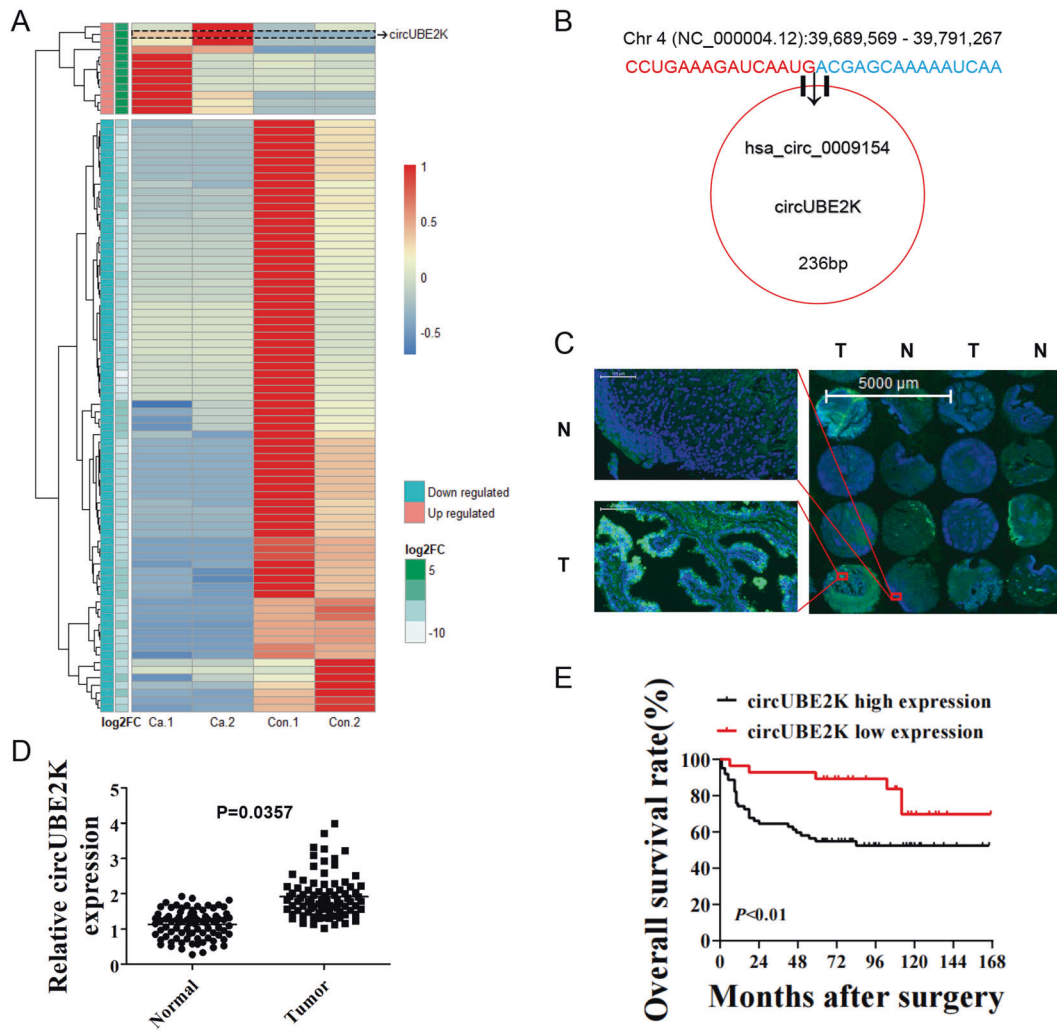 A
circUBE2K
1
0.5
0
-0.5
Down regulated
Up regulated
log2FC
5
-10
log2FC Ca.1 Ca.2 Con.1 Con.2
B
Chr 4 (NC_000004.12):39,689,569 - 39,791,267
CCUGAAAGAUCAAUGACGAGCAAAAAUCAA
hsa_circ_0009154
circUBE2K
236bp
C
T N T N
5000 µm
N
T
D
Relative circUBE2K
expression
5
4
3
2
1
0
P=0.0357
Normal
Tumor
E
circUBE2K high expression
circUBE2K low expression
Overall survival rate(%)
100
80
60
40
20
0
P<0.01
0 24 48 72 96 120 144 168
Months after surgery